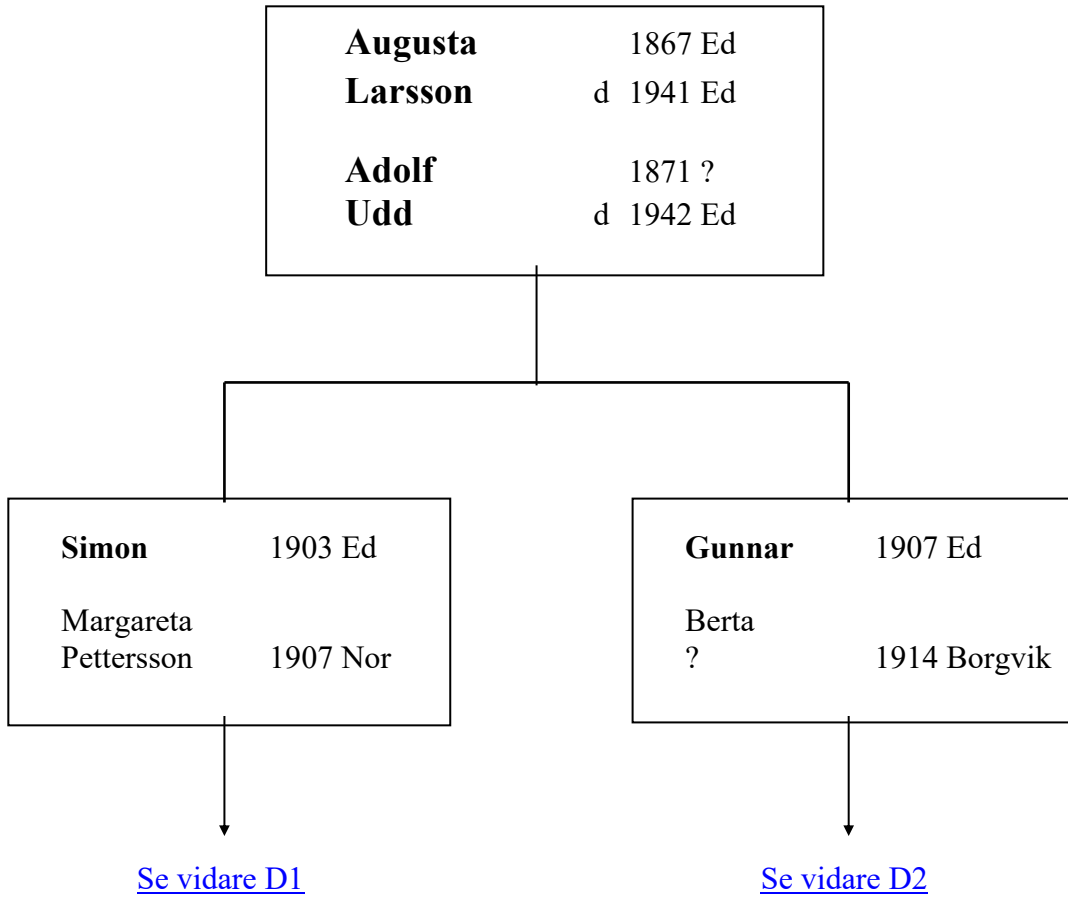 Augusta 1867 Ed
Larsson d 1941 Ed
Adolf 1871 ?
Udd d 1942 Ed
Simon 1903 Ed
Margareta
Pettersson 1907 Nor
Gunnar 1907 Ed
Berta
? 1914 Borgvik
Se vidare D1
Se vidare D2